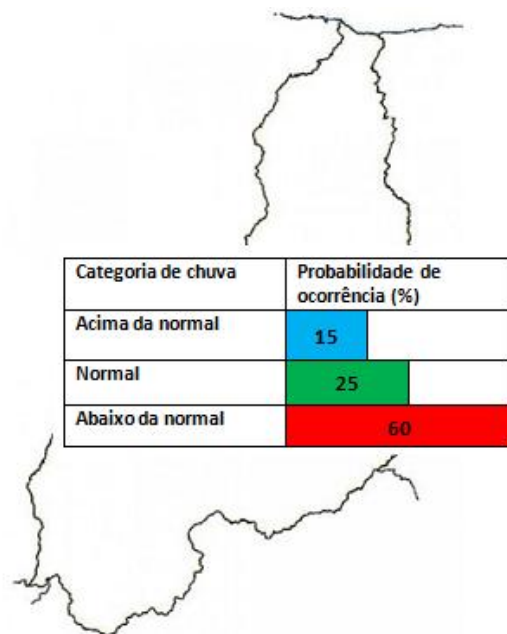 Categoria de chuva Probabilidade de
ocorrência (%)
Acima da normal 15
Normal 25
Abaixo da normal 60